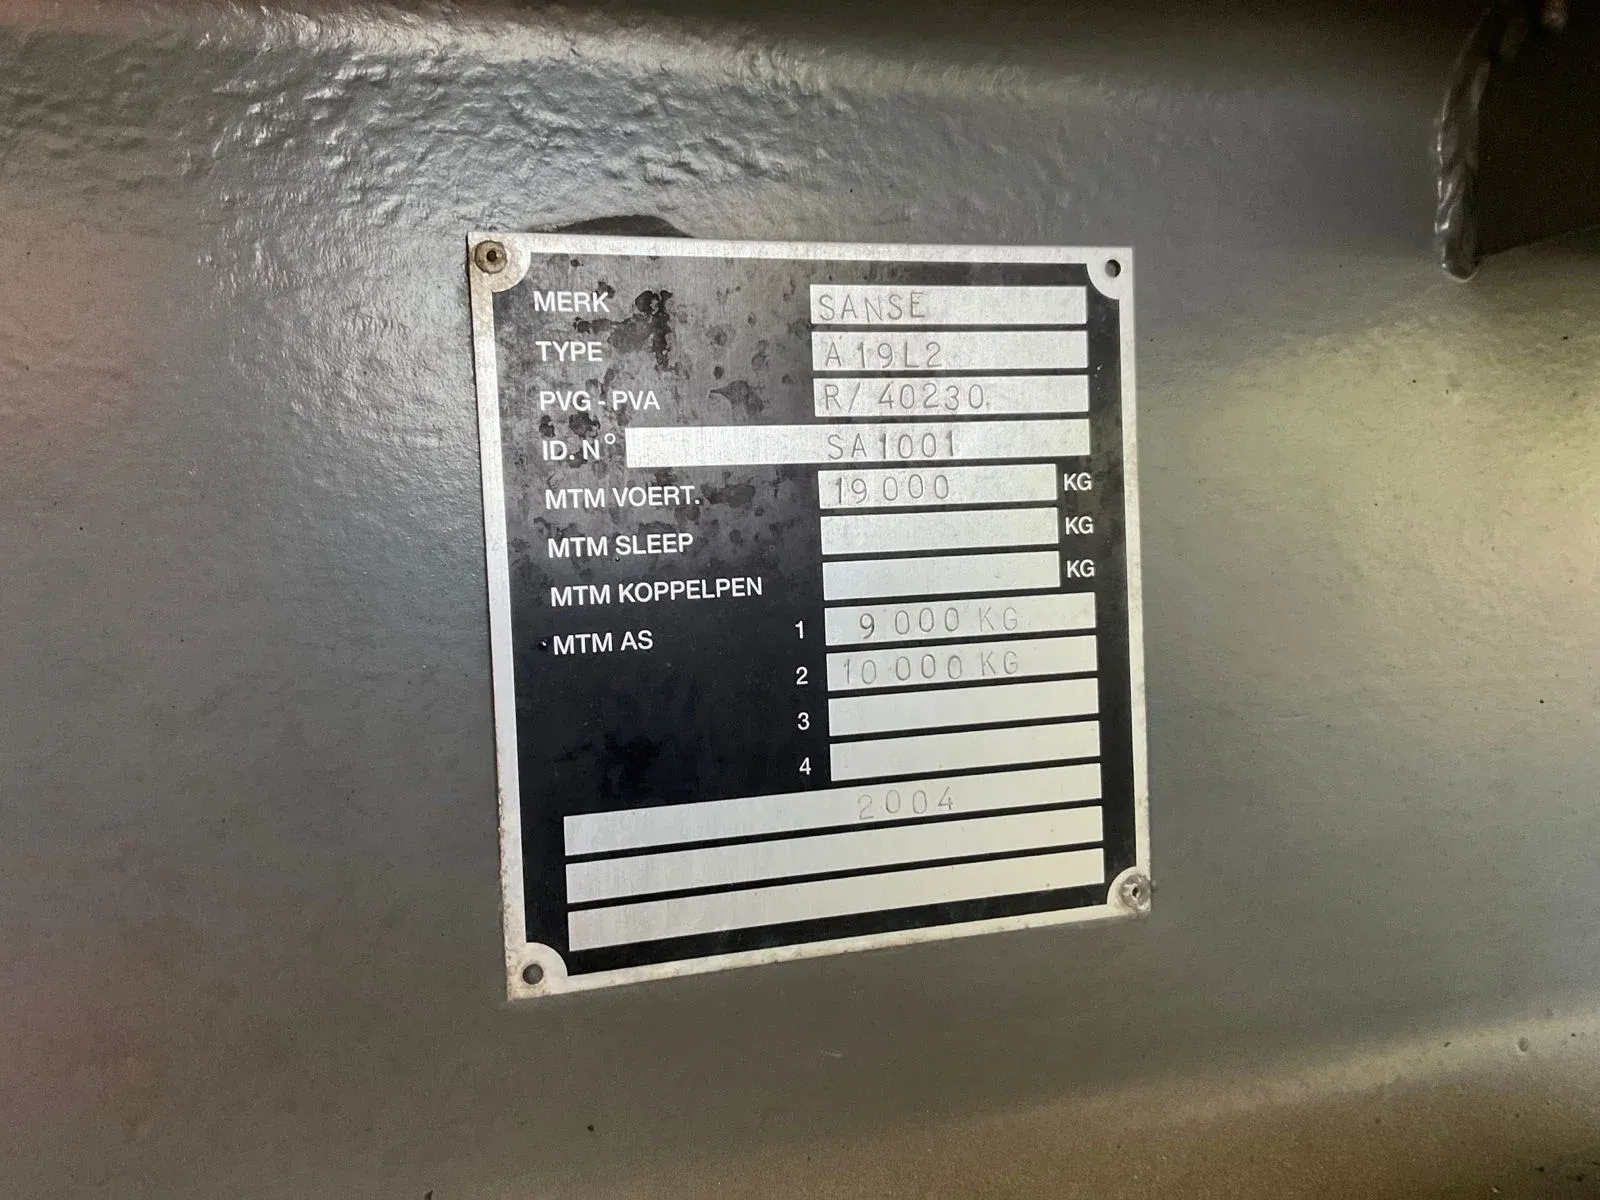 MERK SANSE
TYPE A19L2
PVG - PVA R/ 40230.
ID. N° SA1001
MTM VOERT. 19 000 KG
MTM SLEEP KG
MTM KOPPELPEN KG
MTM AS 1 9 000 KG
2 10 000 KG
3
4
2004